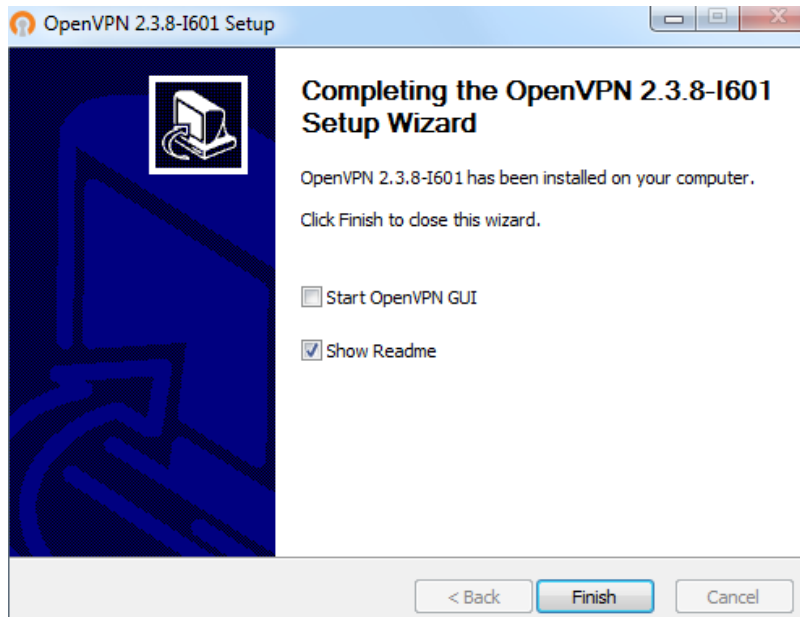 OpenVPN 2.3.8-I601 Setup
Completing the OpenVPN 2.3.8-I601
Setup Wizard
OpenVPN 2.3.8-I601 has been installed on your computer.
Click Finish to close this wizard.
Start OpenVPN GUI
Show Readme
< Back Finish Cancel